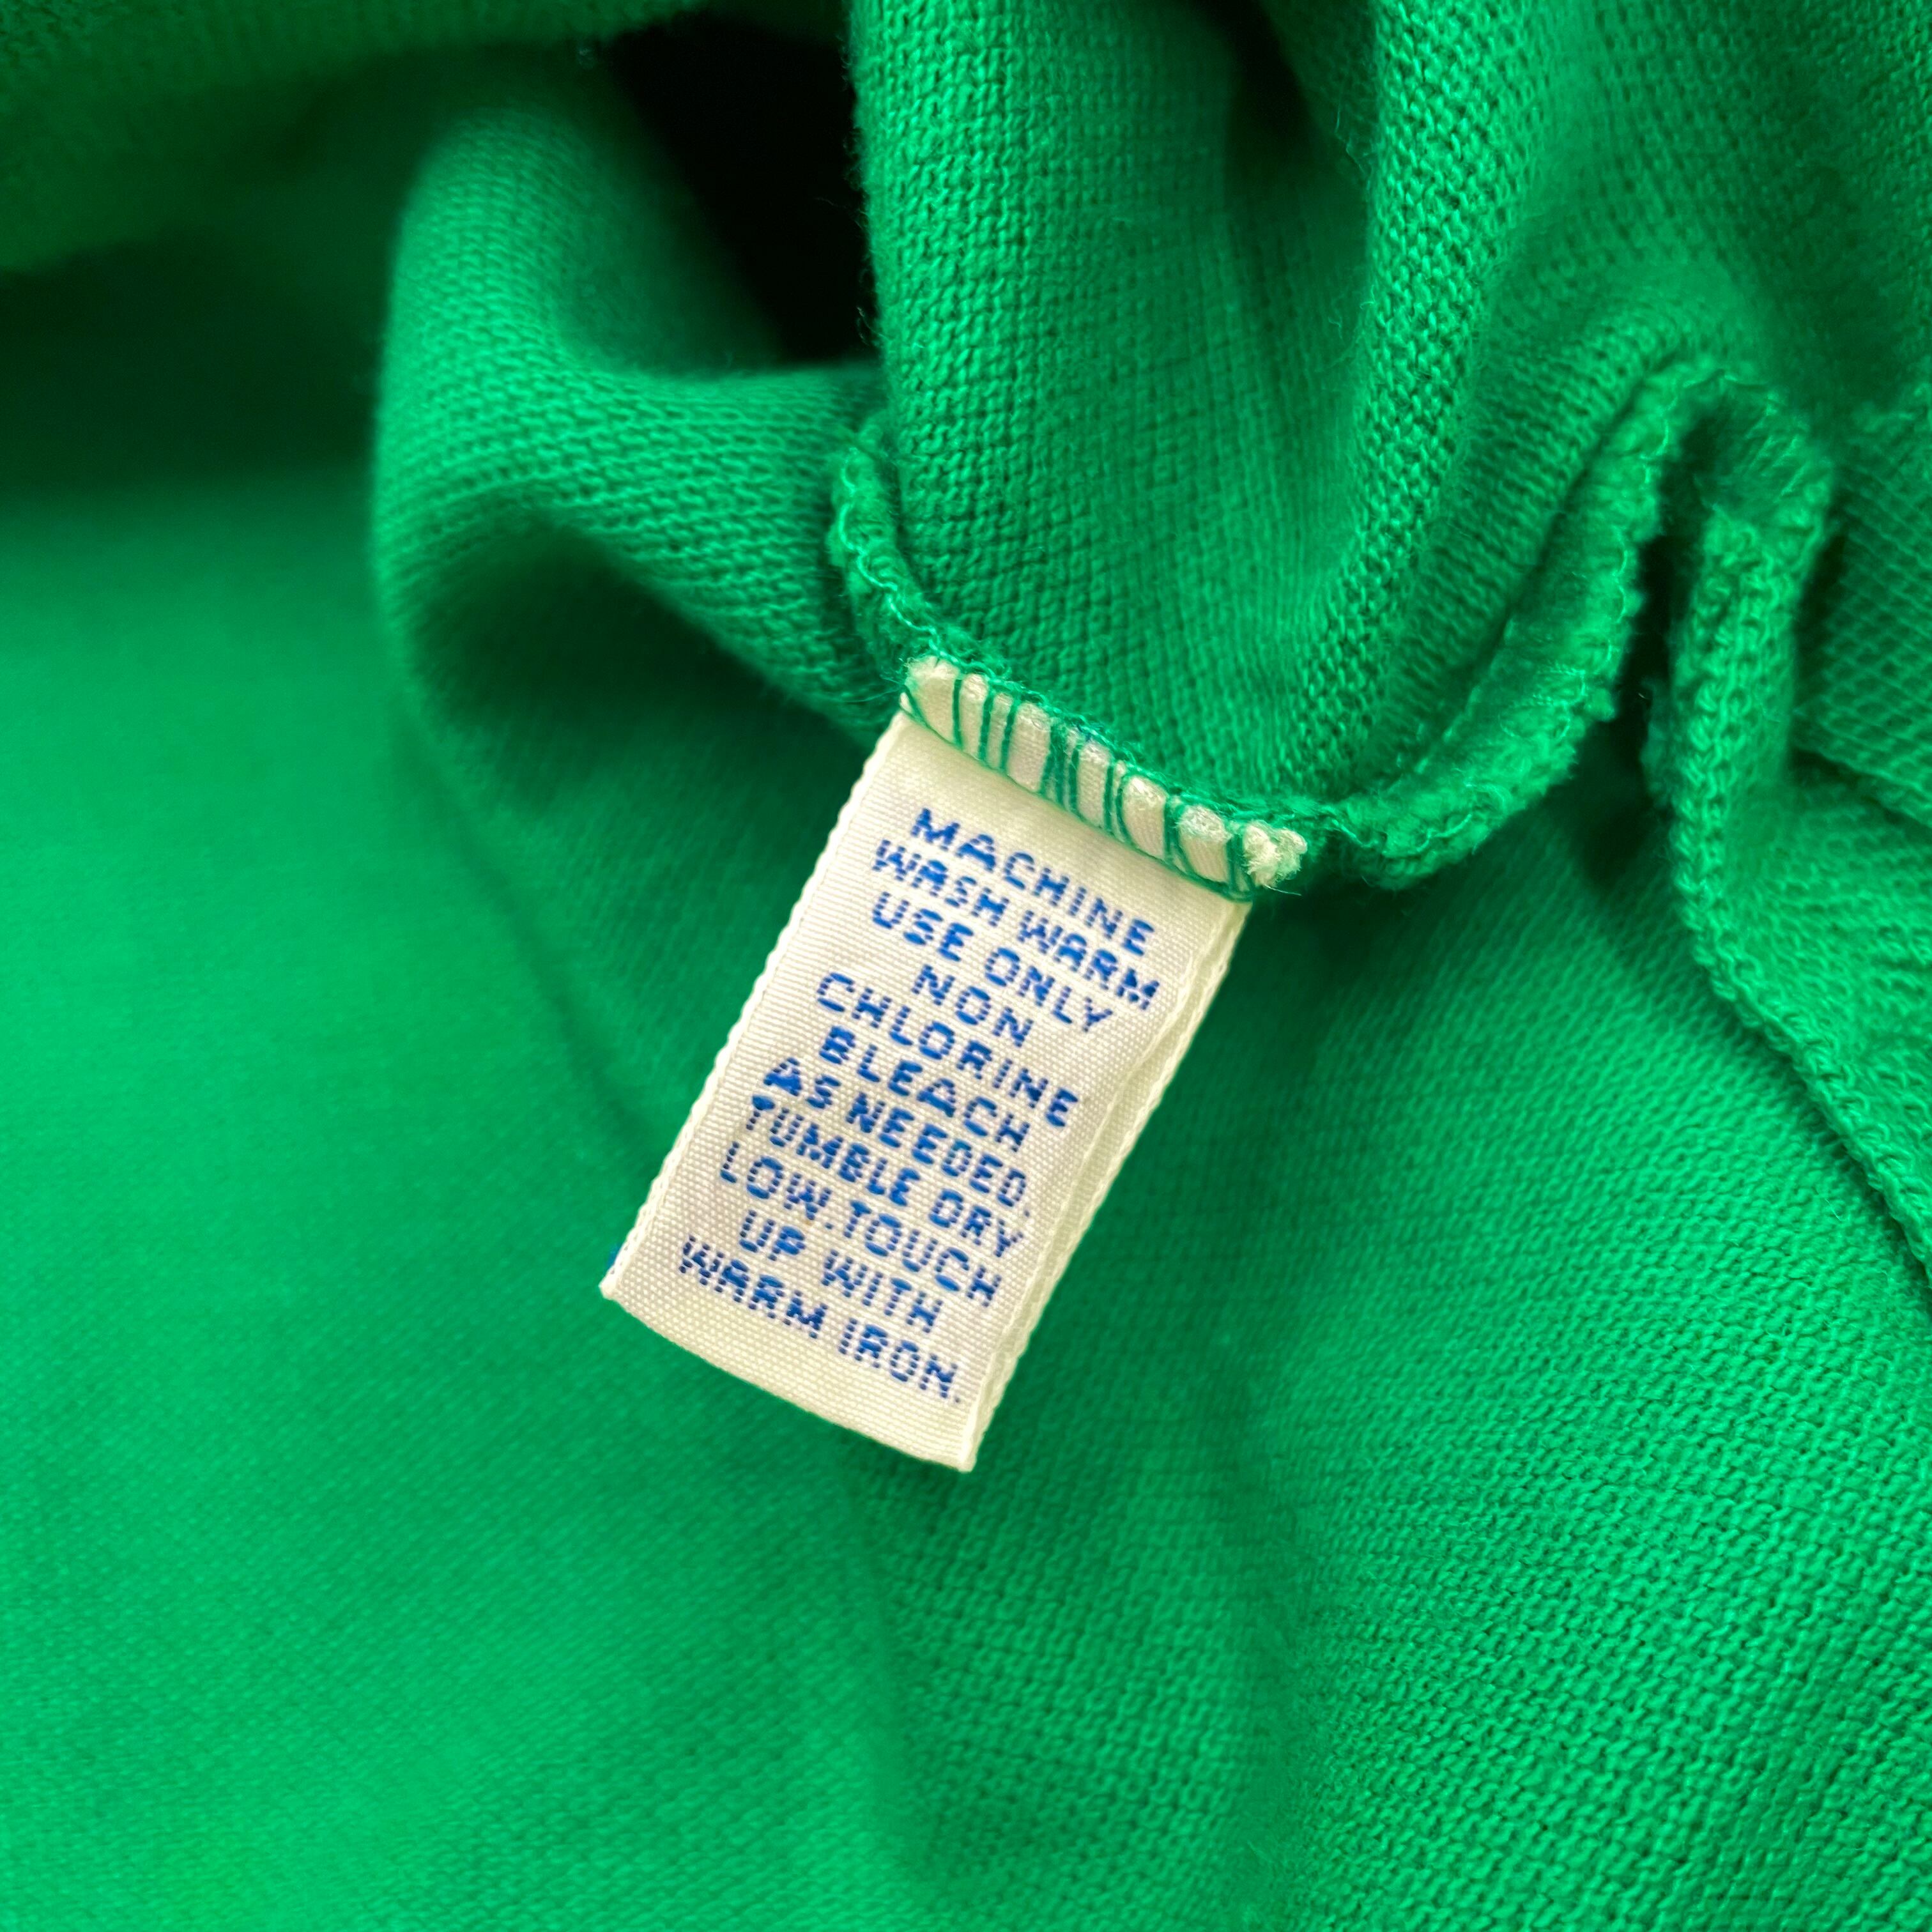 MACHINE
WASH WARM
USE ONLY
NON
CHLORINE
BLEACH
AS NEEDED.
TUMBLE DRY
LOW.TOUCH
UP WITH
WARM IRON.